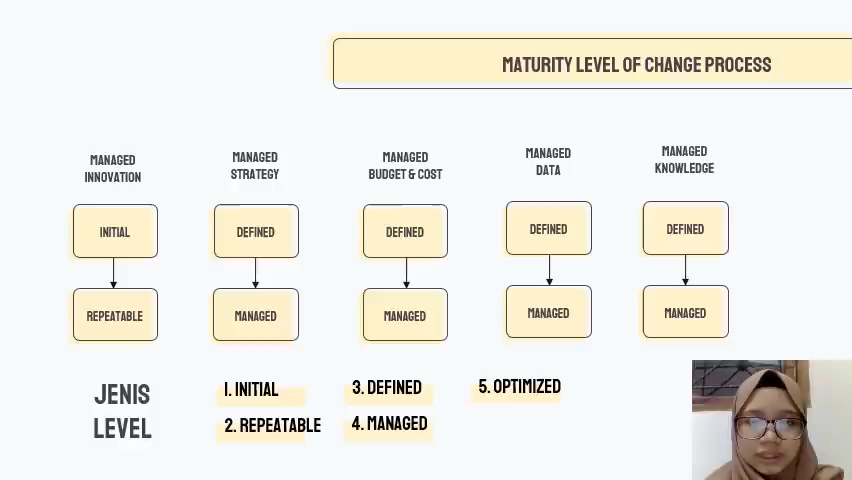 MATURITY LEVEL OF CHANGE PROCESS
MANAGED
INNOVATION
MANAGED
STRATEGY
MANAGED
BUDGET & COST
MANAGED
DATA
MANAGED
KNOWLEDGE
INITIAL
DEFINED
DEFINED
DEFINED
DEFINED
REPEATABLE
MANAGED
MANAGED
MANAGED
MANAGED
JENIS
LEVEL
1. INITIAL
2. REPEATABLE
3. DEFINED
4. MANAGED
5. OPTIMIZED